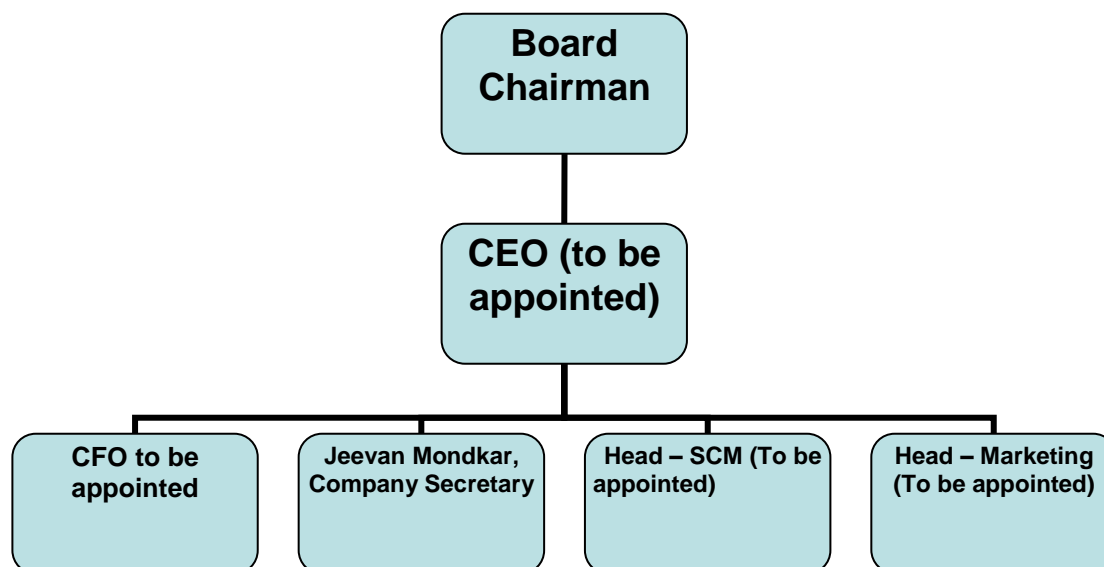 Board
Chairman
CEO (to be
appointed)
CFO to be
appointed
Jeevan Mondkar,
Company Secretary
Head – SCM (To be
appointed)
Head – Marketing
(To be appointed)